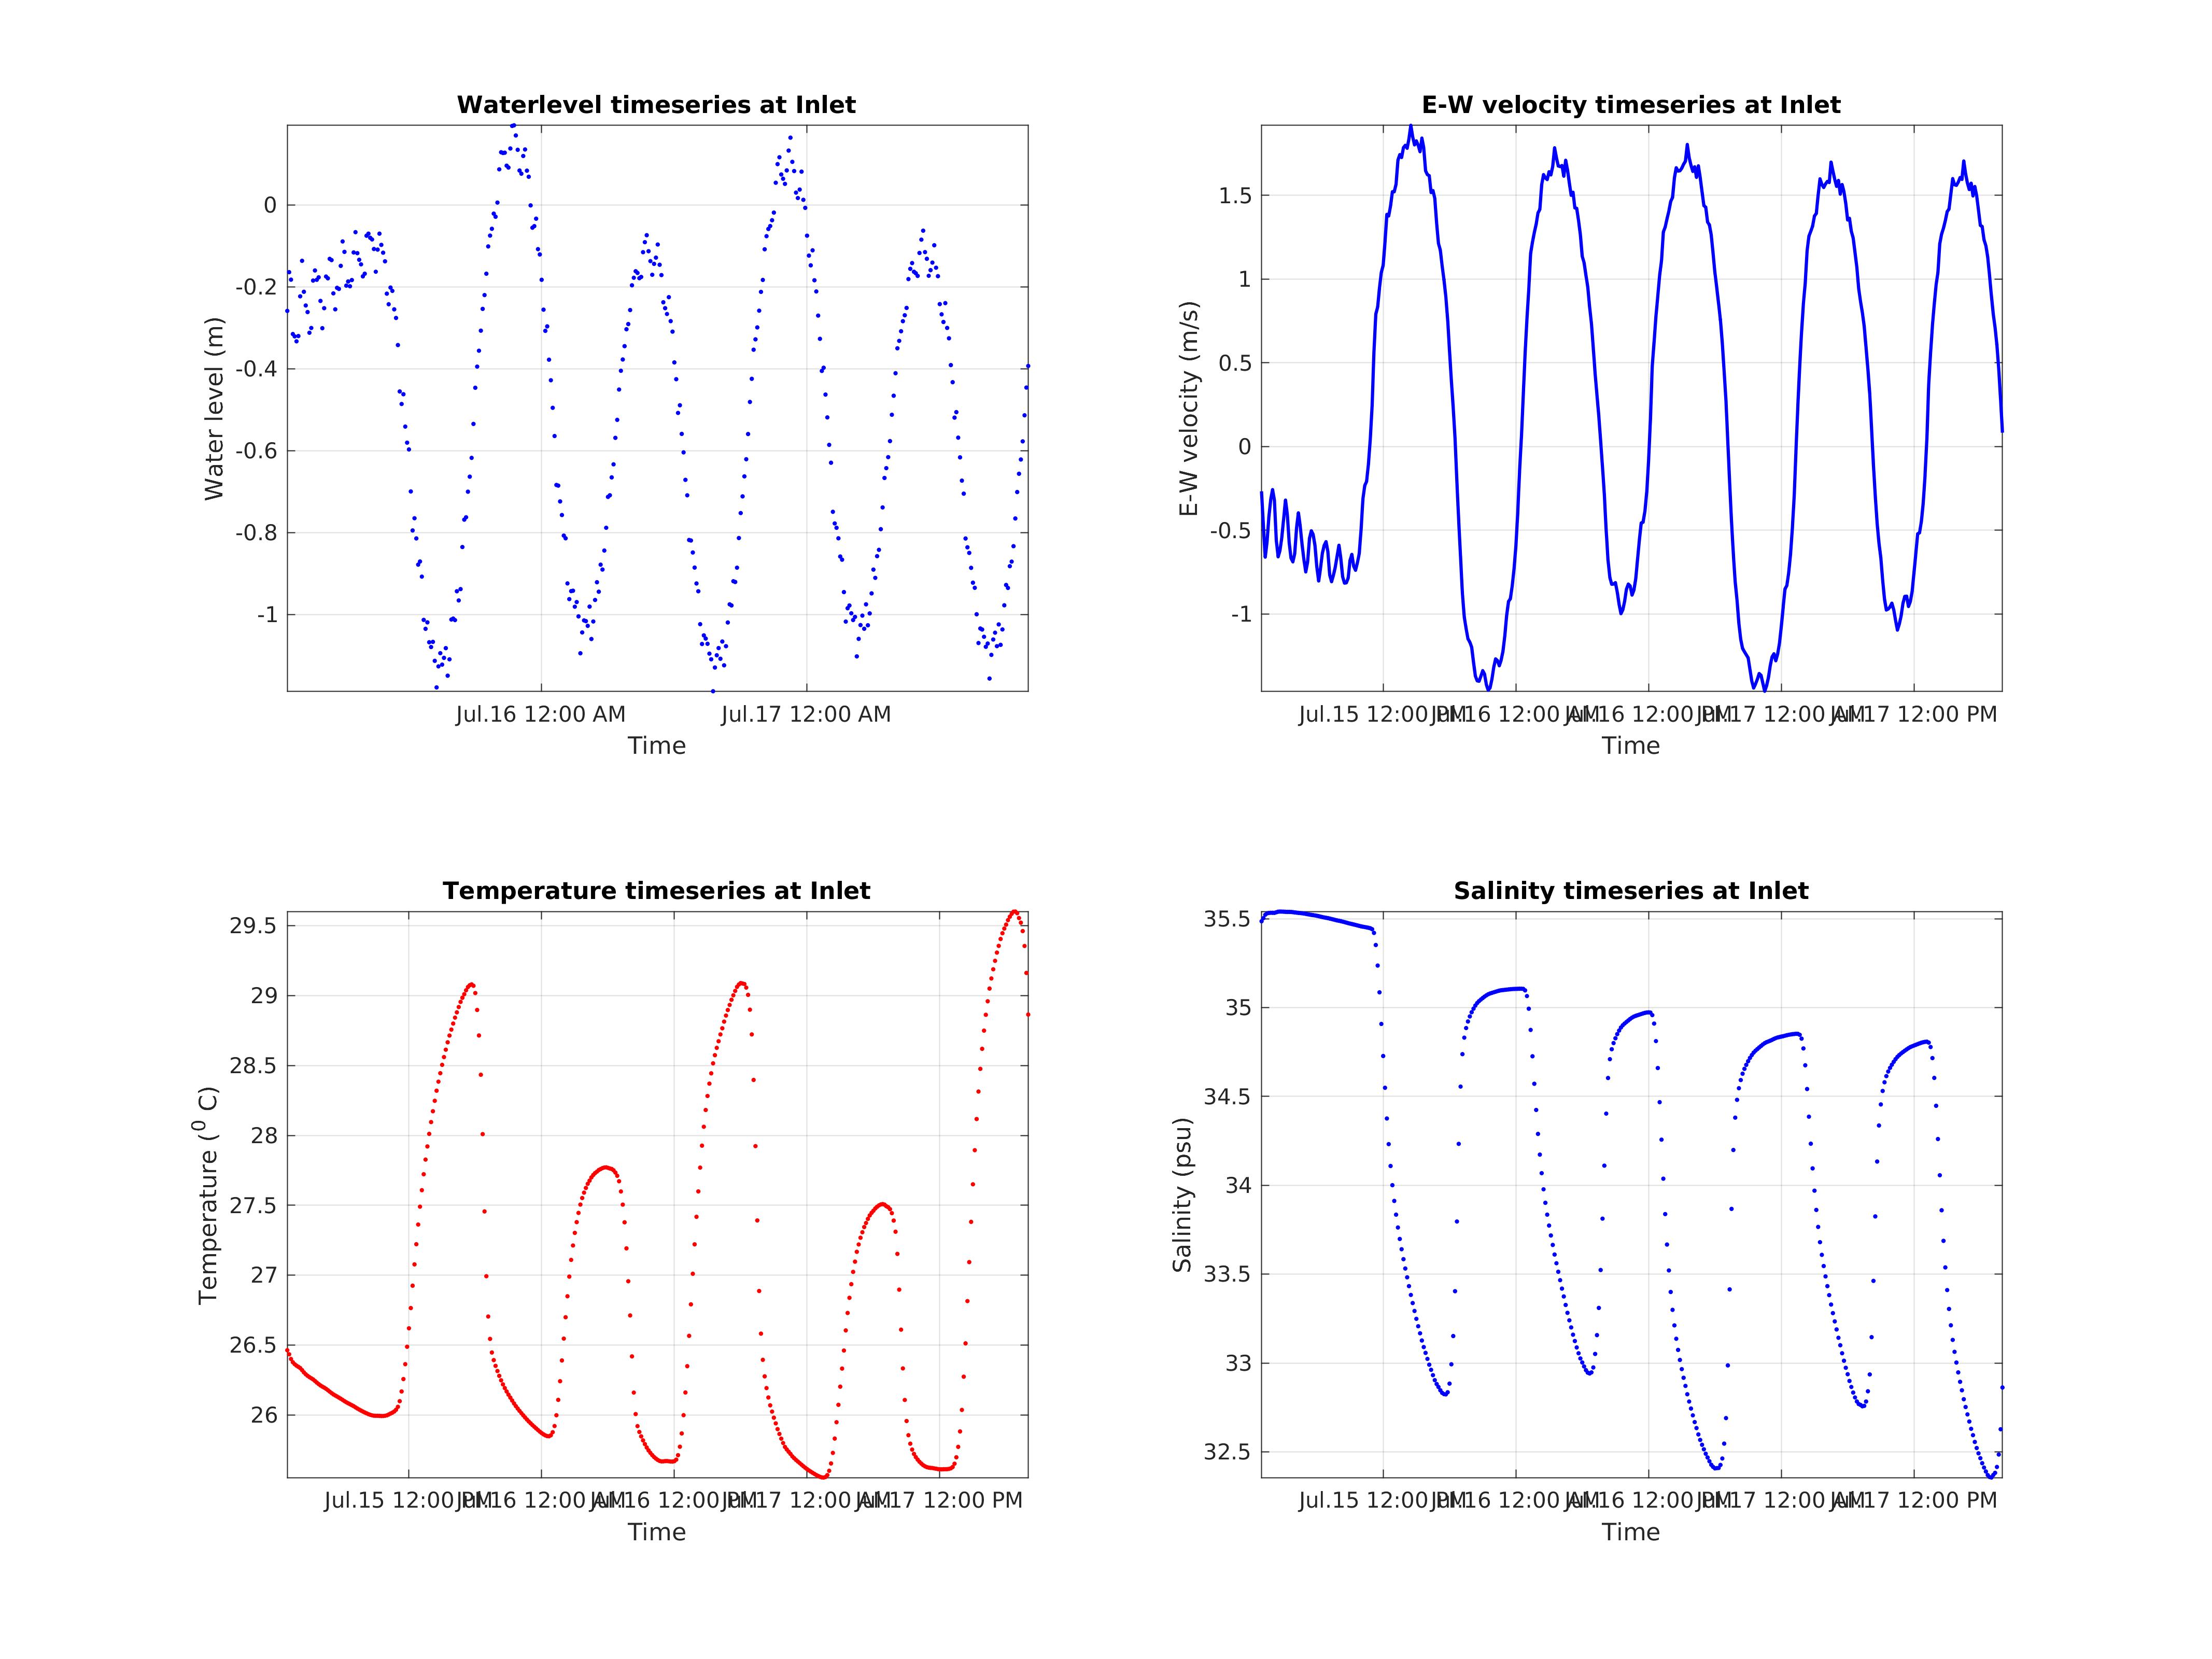 Waterlevel timeseries at Inlet
0
-0.2
-0.4
-0.6
-0.8
-1
Water level (m)
Jul.16 12:00 AM
Jul.17 12:00 AM
Time
E-W velocity timeseries at Inlet
1.5
1
0.5
0
-0.5
-1
E-W velocity (m/s)
Jul.15 12:00 PM
Jul.16 12:00 AM
Jul.16 12:00 PM
Jul.17 12:00 AM
Jul.17 12:00 PM
Time
Temperature timeseries at Inlet
29.5
29
28.5
28
27.5
27
26.5
26
Temperature (⁰ C)
Jul.15 12:00 PM
Jul.16 12:00 AM
Jul.16 12:00 PM
Jul.17 12:00 AM
Jul.17 12:00 PM
Time
Salinity timeseries at Inlet
35.5
35
34.5
34
33.5
33
32.5
Salinity (psu)
Jul.15 12:00 PM
Jul.16 12:00 AM
Jul.16 12:00 PM
Jul.17 12:00 AM
Jul.17 12:00 PM
Time